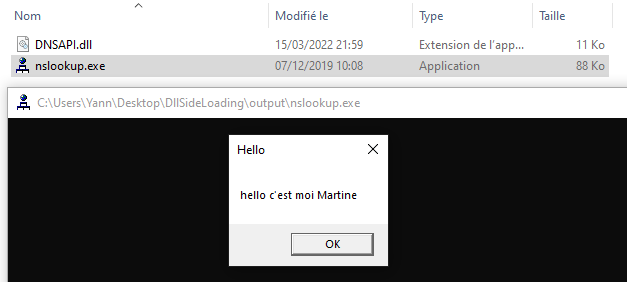 Nom Modifié le Type Taille
DNSAPI.dll 15/03/2022 21:59 Extension de l'app... 11 Ko
nslookup.exe 07/12/2019 10:08 Application 88 Ko
C:\Users\Yann\Desktop\DllSideLoading\output\nslookup.exe
Hello
hello c'est moi Martine
OK